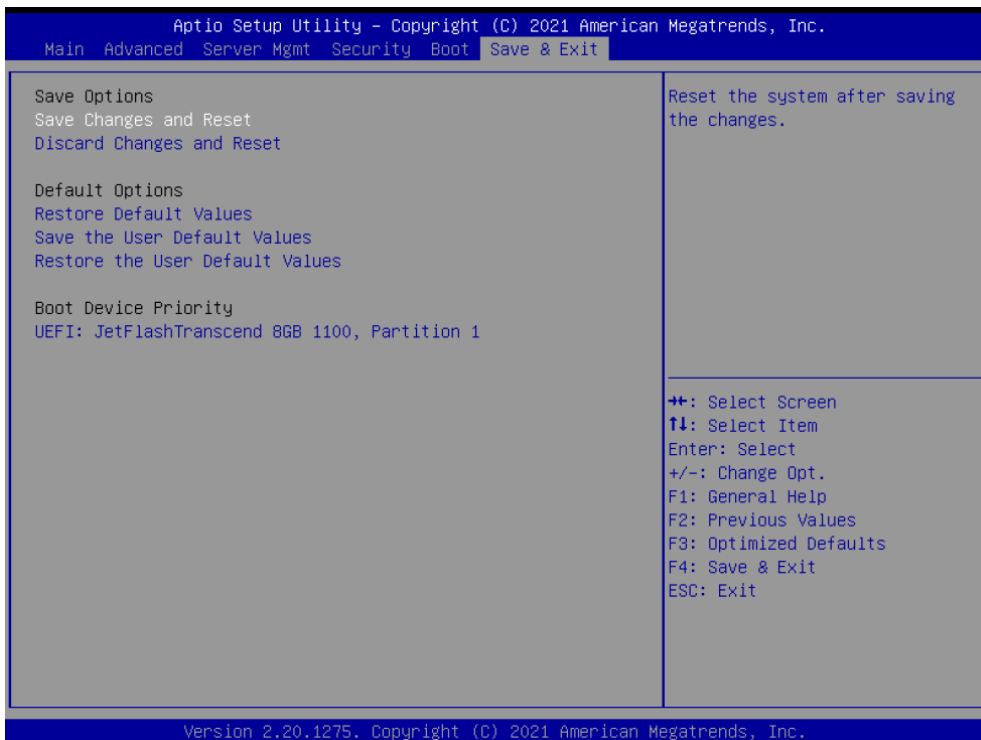 Aptio Setup Utility – Copyright (C) 2021 American Megatrends, Inc.
Main Advanced Server Mgmt Security Boot Save & Exit
Save Options
Save Changes and Reset
Discard Changes and Reset
Default Options
Restore Default Values
Save the User Default Values
Restore the User Default Values
Boot Device Priority
UEFI: JetFlashTranscend 8GB 1100, Partition 1
Reset the system after saving
the changes.
→←: Select Screen
↑↓: Select Item
Enter: Select
+/-: Change Opt.
F1: General Help
F2: Previous Values
F3: Optimized Defaults
F4: Save & Exit
ESC: Exit
Version 2.20.1275. Copyright (C) 2021 American Megatrends, Inc.